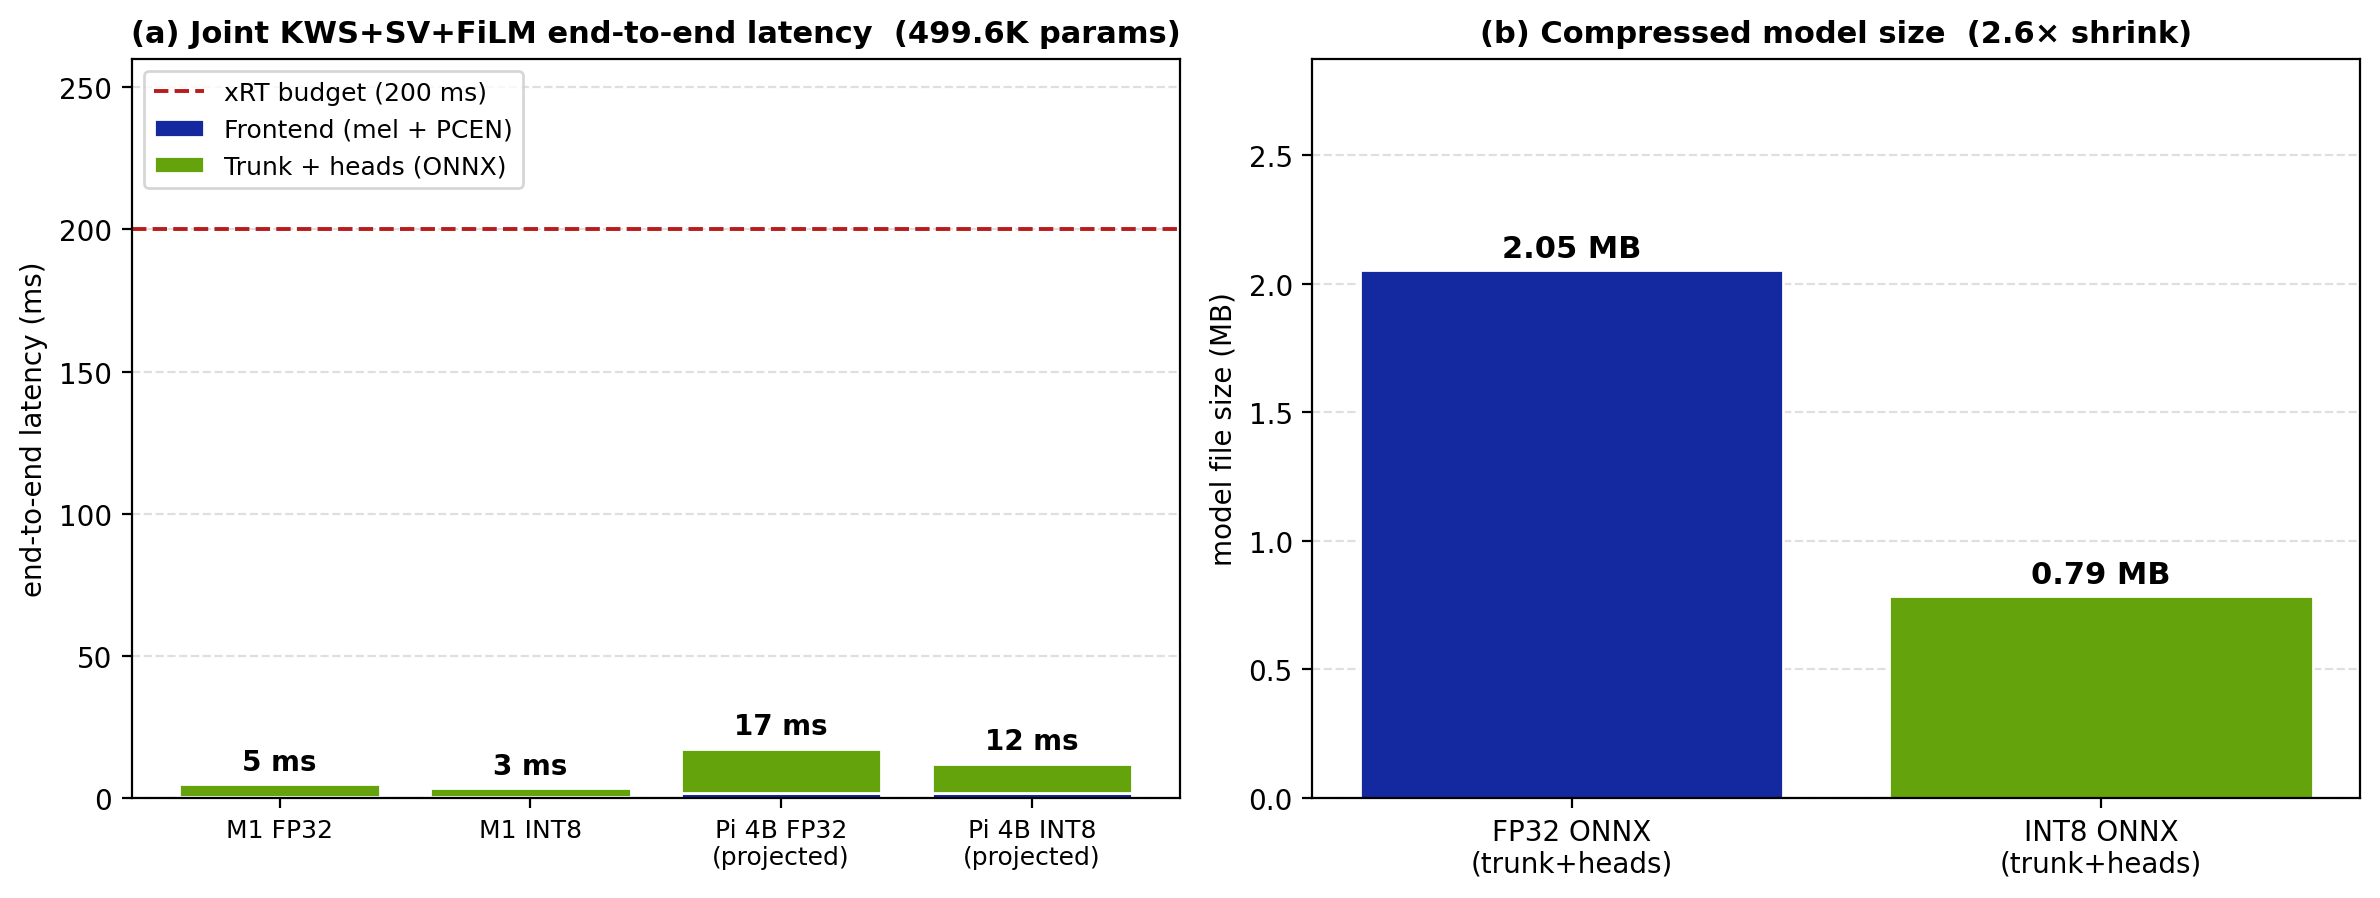 (a) Joint KWS+SV+FiLM end-to-end latency  (499.6K params)
xRT budget (200 ms)
Frontend (mel + PCEN)
Trunk + heads (ONNX)
end-to-end latency (ms)
250
200
150
100
50
0
5 ms
3 ms
17 ms
12 ms
M1 FP32
M1 INT8
Pi 4B FP32
(projected)
Pi 4B INT8
(projected)
(b) Compressed model size  (2.6× shrink)
model file size (MB)
2.5
2.0
1.5
1.0
0.5
0.0
2.05 MB
0.79 MB
FP32 ONNX
(trunk+heads)
INT8 ONNX
(trunk+heads)